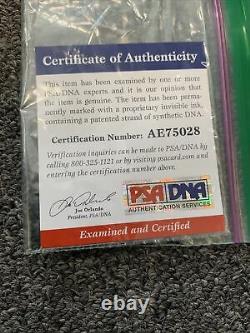 Certificate of Authenticity
This item has been examined by one or more
PSA/DNA experts and it is our opinion that
the item is genuine. The item has been perma-
nently marked with a proprietary invisible ink,
containing a patented strand of synthetic DNA.
Certification Number: AE75028
Verification inquiries can be made to PSA/DNA by
calling 800-325-1121 or by visiting psacard.com and
entering the certification number above.
Joe Orlando
President, PSA/DNA
PSA DNA
AUTHENTICATION SERVICES
Examined and Certified
thumbimg.com